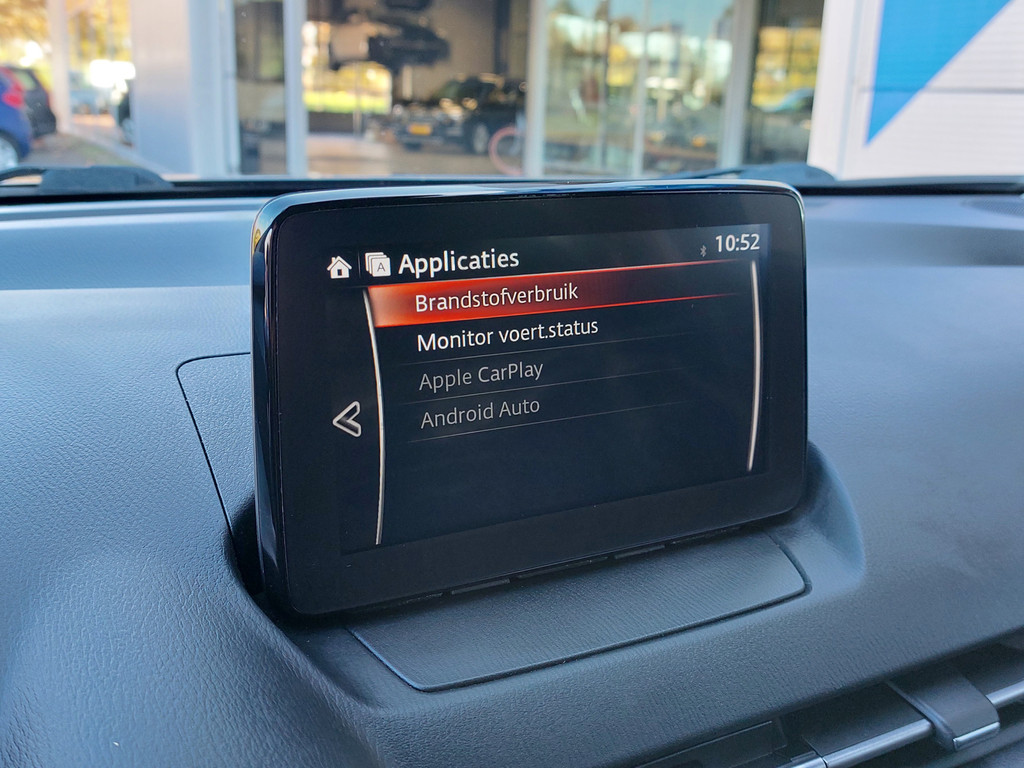 Applicaties
10:52
Brandstofverbruik
Monitor voert.status
Apple CarPlay
Android Auto